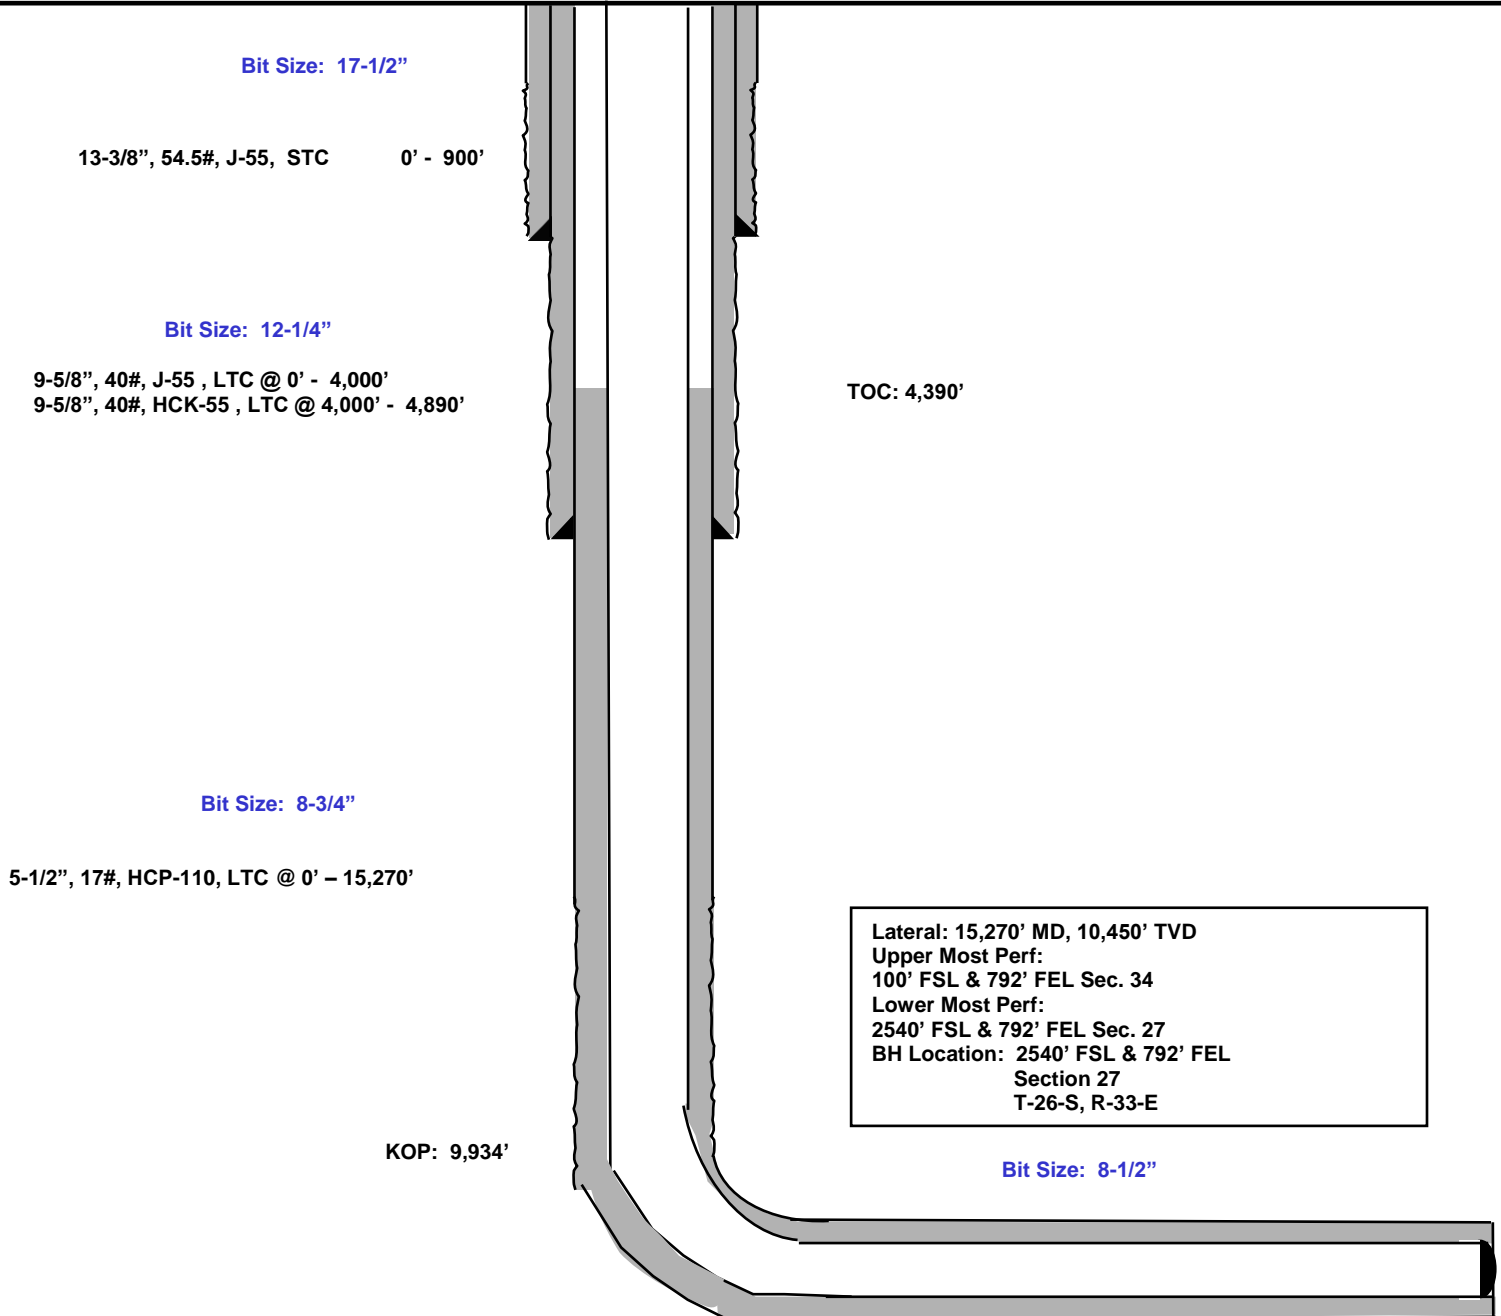 Bit Size: 17-1/2”
13-3/8”, 54.5#, J-55, STC 0’ - 900’
Bit Size: 12-1/4”
9-5/8”, 40#, J-55 , LTC @ 0’ - 4,000’
9-5/8”, 40#, HCK-55 , LTC @ 4,000’ - 4,890’
TOC: 4,390’
Bit Size: 8-3/4”
5-1/2”, 17#, HCP-110, LTC @ 0’ – 15,270’
Lateral: 15,270’ MD, 10,450’ TVD
Upper Most Perf:
100’ FSL & 792’ FEL Sec. 34
Lower Most Perf:
2540’ FSL & 792’ FEL Sec. 27
BH Location: 2540’ FSL & 792’ FEL
Section 27
T-26-S, R-33-E
KOP: 9,934’
Bit Size: 8-1/2”